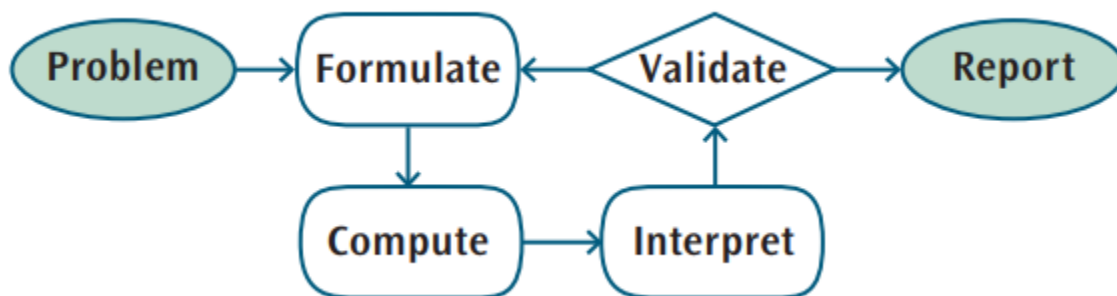 Problem
Formulate
Validate
Report
Compute
Interpret